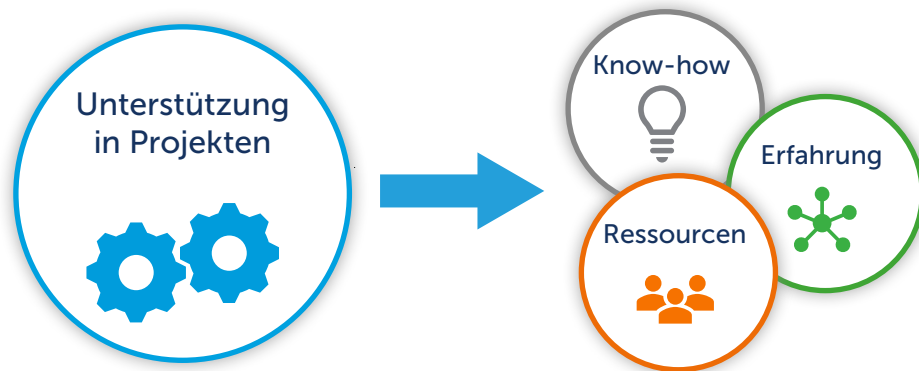 Unterstützung
in Projekten
Know-how
Erfahrung
Ressourcen